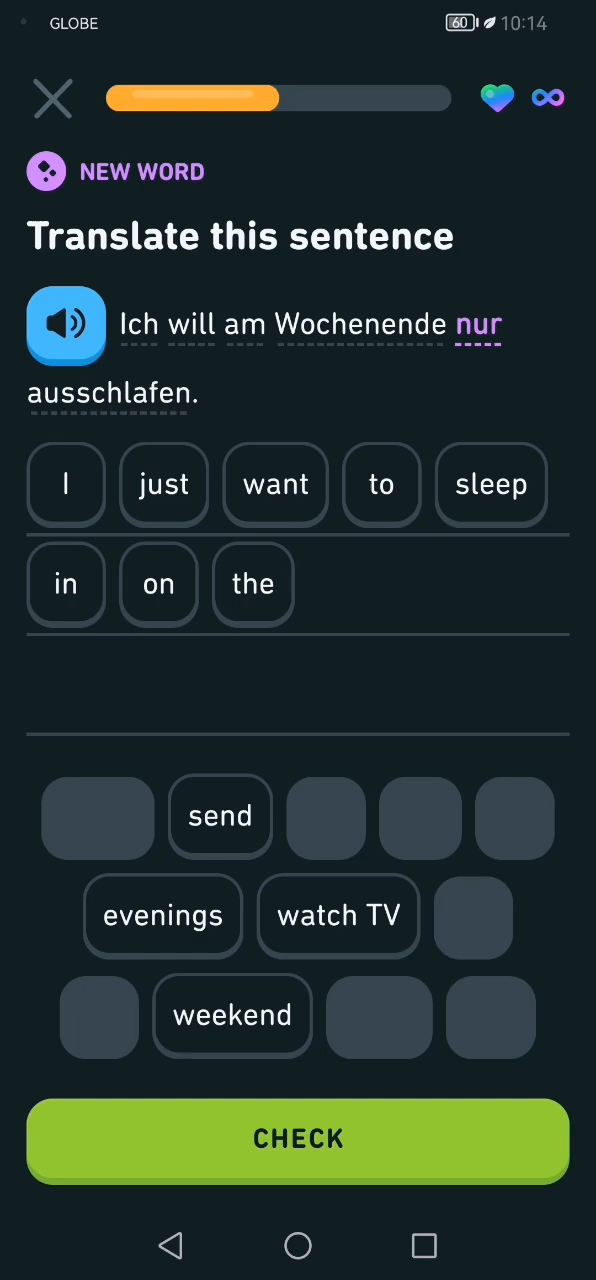 GLOBE
60 10:14
NEW WORD
Translate this sentence
Ich will am Wochenende nur
ausschlafen.
I just want to sleep
in on the
send
evenings watch TV
weekend
CHECK